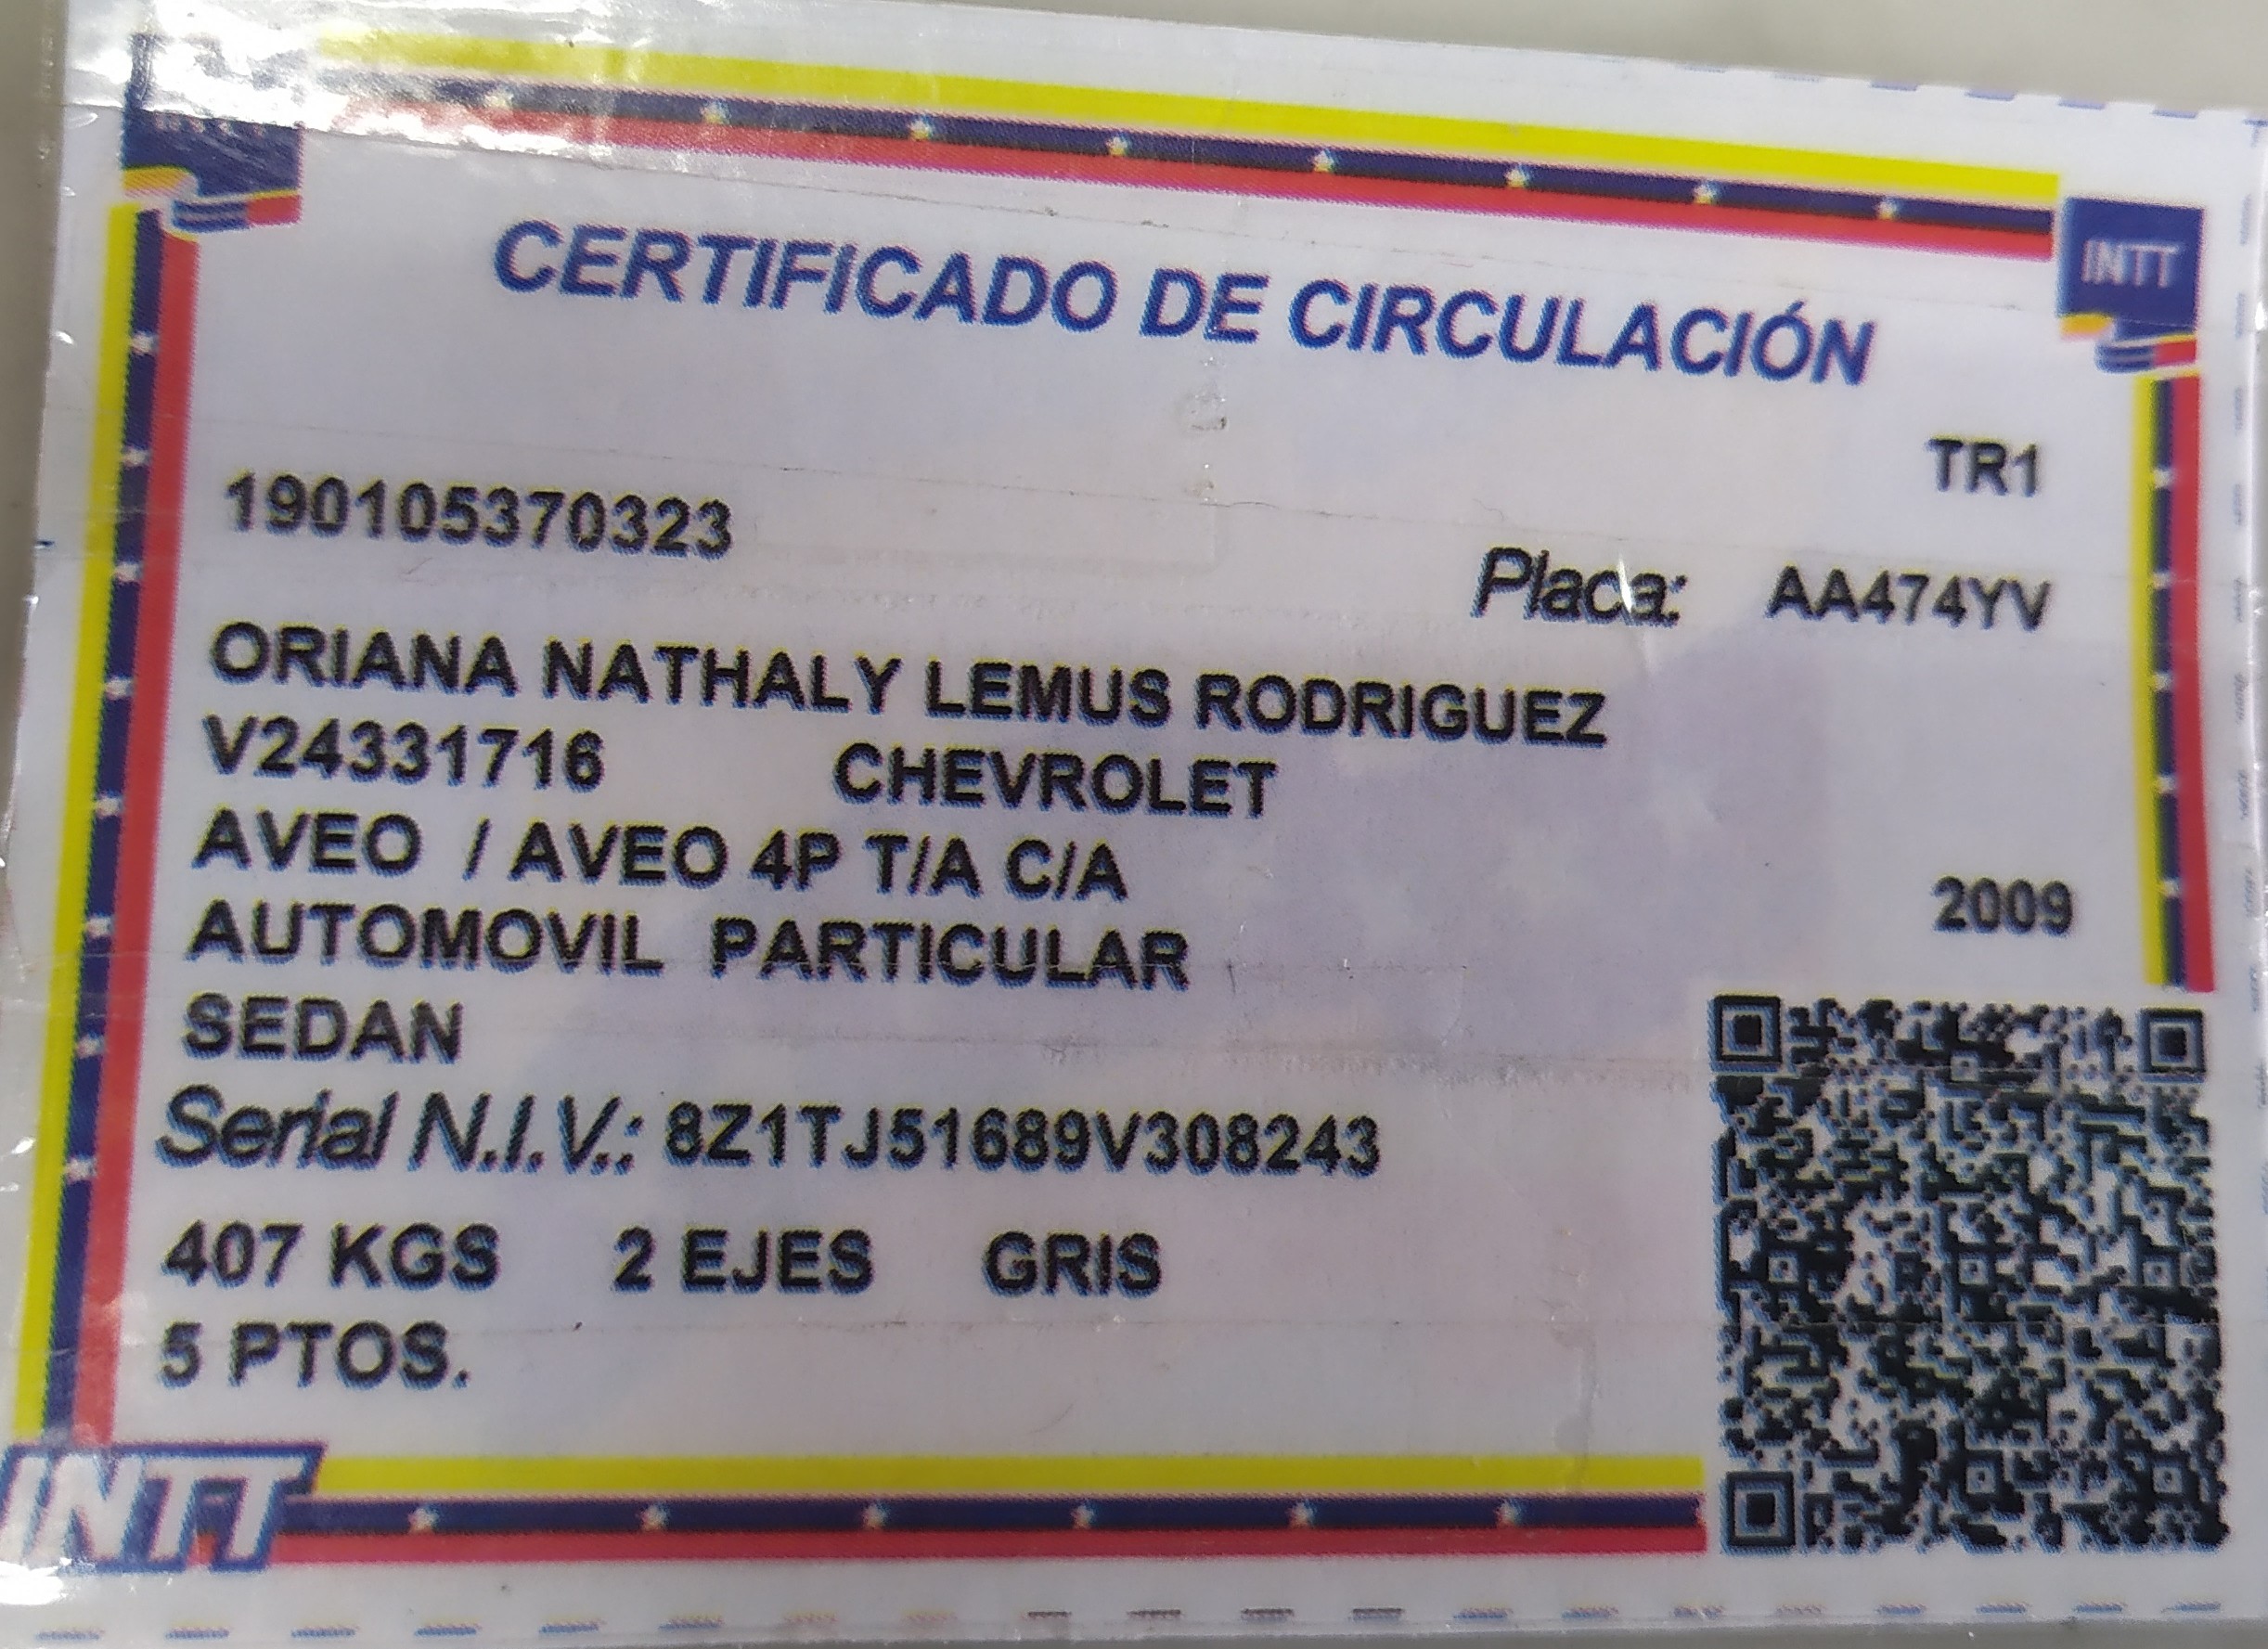 INTT
CERTIFICADO DE CIRCULACIÓN
TR1
190105370323
Placa: AA474YV
ORIANA NATHALY LEMUS RODRIGUEZ
V24331716 CHEVROLET
AVEO / AVEO 4P T/A C/A
2009
AUTOMOVIL PARTICULAR
SEDAN
Serial N.I.V.: 8Z1TJ51689V308243
407 KGS 2 EJES GRIS
5 PTOS.
INTT